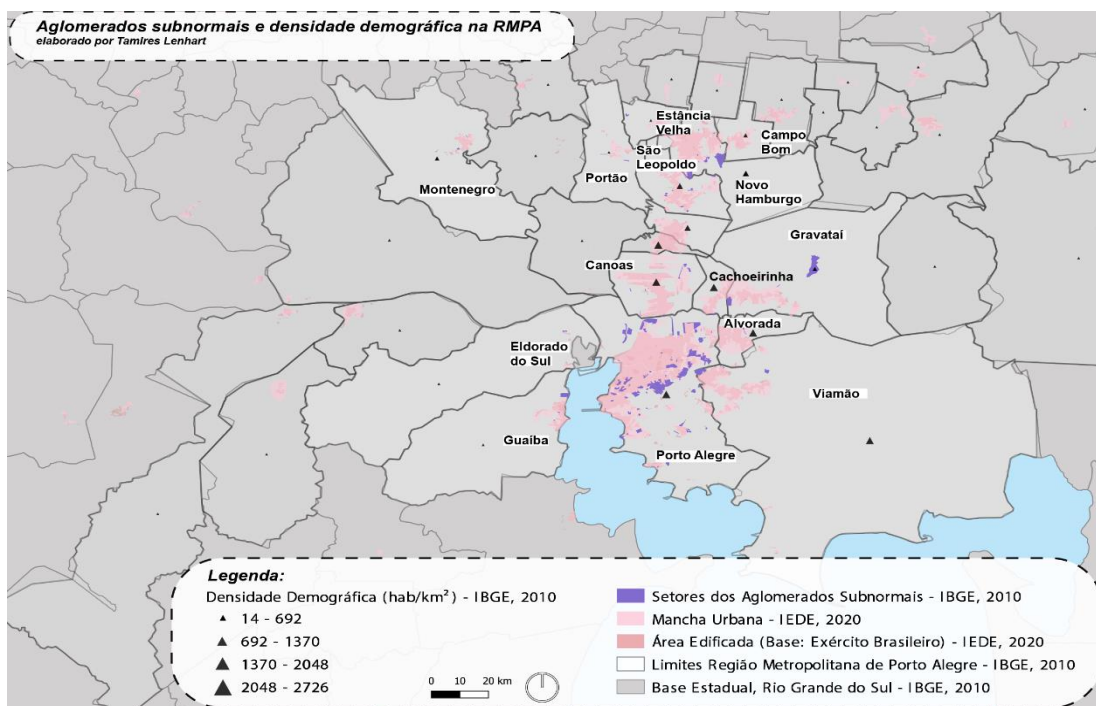 Aglomerados subnormais e densidade demográfica na RMPA
elaborado por Tamires Lenhart
Estância
Velha
Campo
Bom
São
Leopoldo
Portão
Montenegro
Novo
Hamburgo
Gravataí
Canoas
Cachoeirinha
Alvorada
Eldorado
do Sul
Viamão
Guaíba
Porto Alegre
Legenda:
Densidade Demográfica (hab/km²) - IBGE, 2010
14 - 692
692 - 1370
1370 - 2048
2048 - 2726
0 10 20 km
Setores dos Aglomerados Subnormais - IBGE, 2010
Mancha Urbana - IEDE, 2020
Área Edificada (Base: Exército Brasileiro) - IEDE, 2020
Limites Região Metropolitana de Porto Alegre - IBGE, 2010
Base Estadual, Rio Grande do Sul - IBGE, 2010